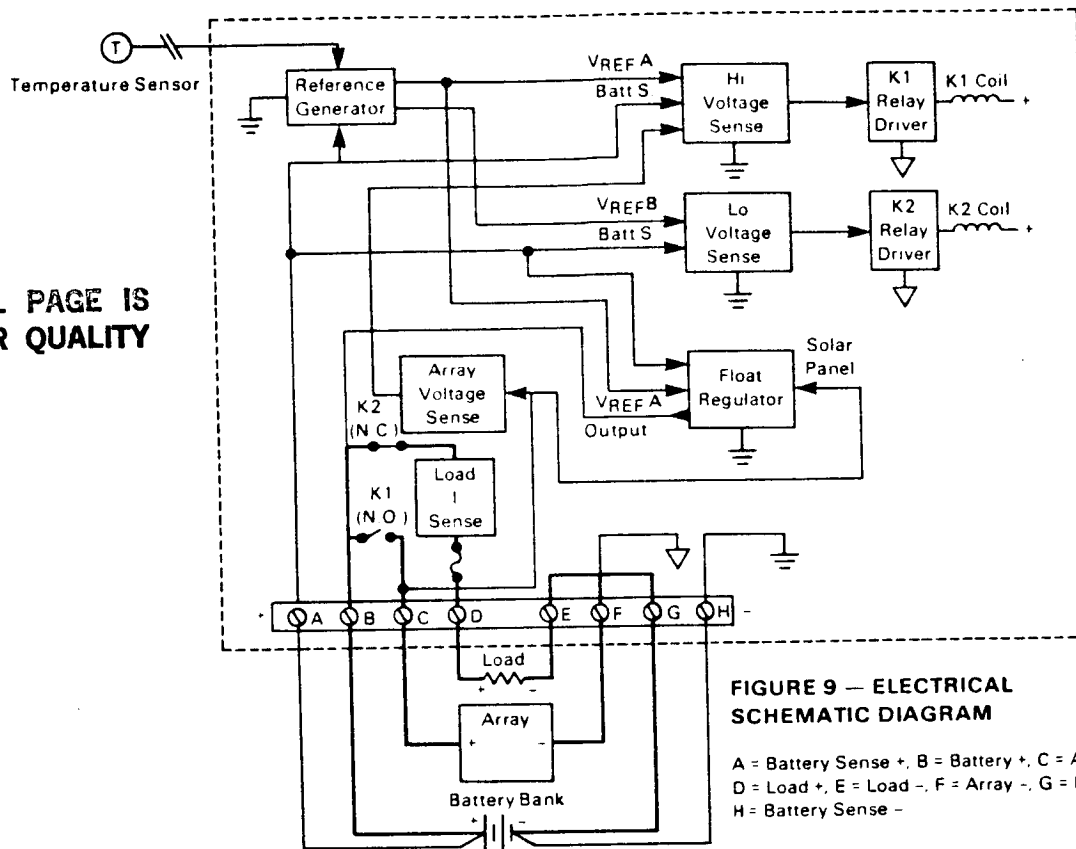 T
Temperature Sensor
Reference
Generator
VREF A
Batt S
Hi
Voltage
Sense
K1
Relay
Driver
K1 Coil
+
VREF B
Batt S
Lo
Voltage
Sense
K2
Relay
Driver
K2 Coil
+
PAGE IS
QUALITY
Array
Voltage
Sense
VREF A
Output
Float
Regulator
Solar
Panel
K2
(N C)
Load
I
Sense
K1
(N O)
+ A B C D E F G H −
Load
+ −
Array
+ −
Battery Bank
+ −
FIGURE 9 — ELECTRICAL
SCHEMATIC DIAGRAM
A = Battery Sense +, B = Battery +, C =
D = Load +, E = Load −, F = Array −, G =
H = Battery Sense −